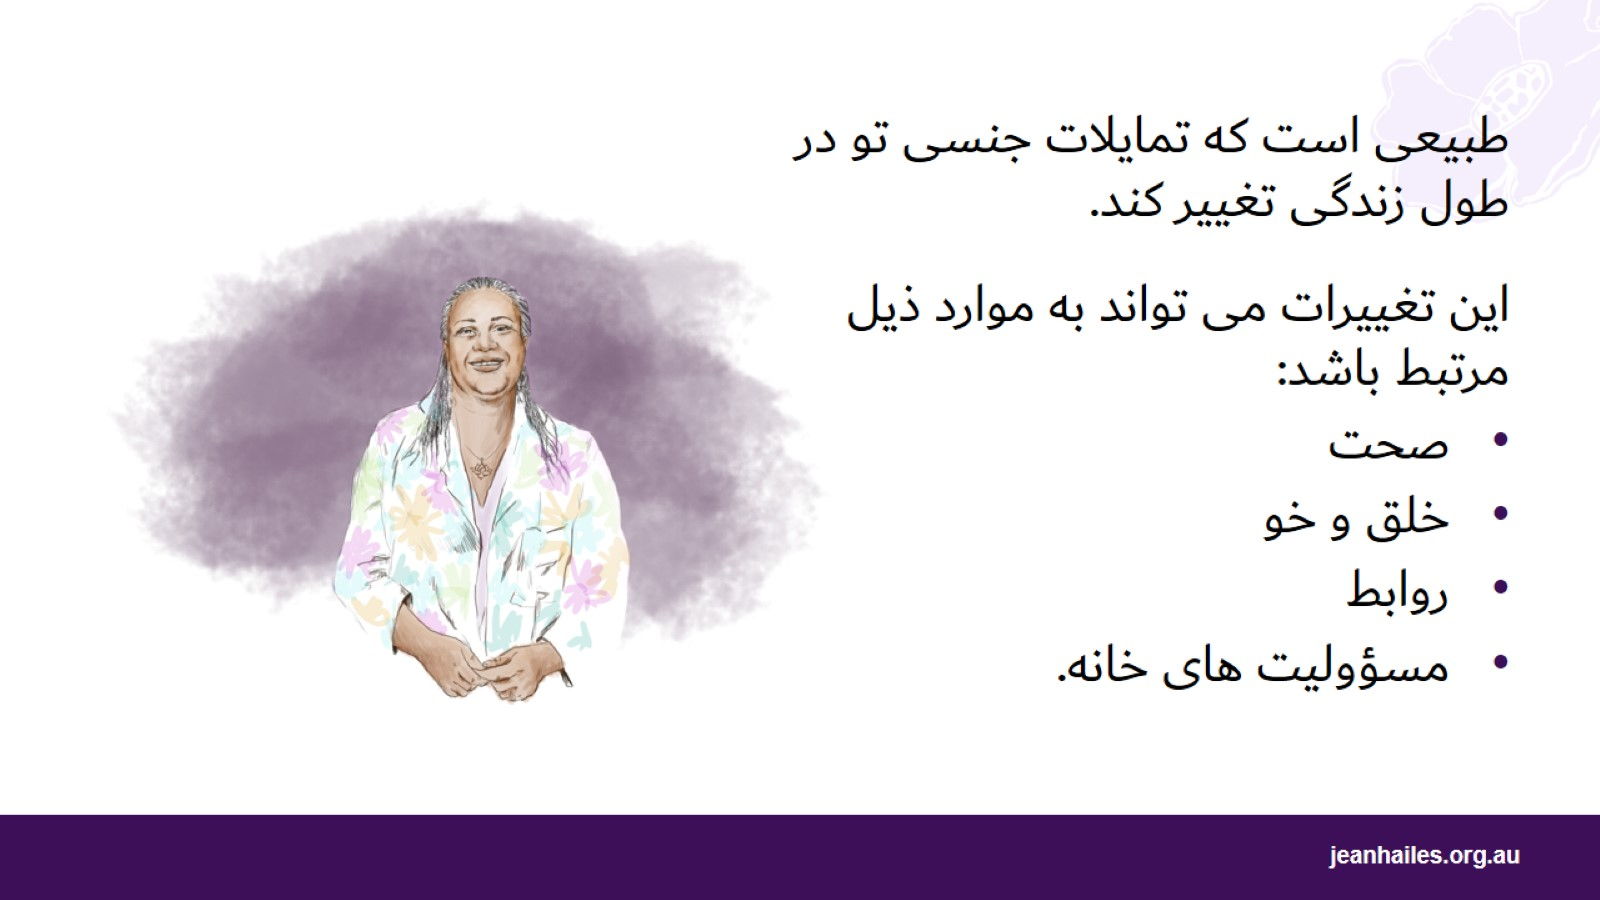 طبیعی است که تمایلات جنسی تو در
طول زندگی تغییر کند.
این تغییرات می تواند به موارد ذیل
مرتبط باشد:
• صحت
• خلق و خو
• روابط
• مسؤولیت های خانه.
jeanhailes.org.au